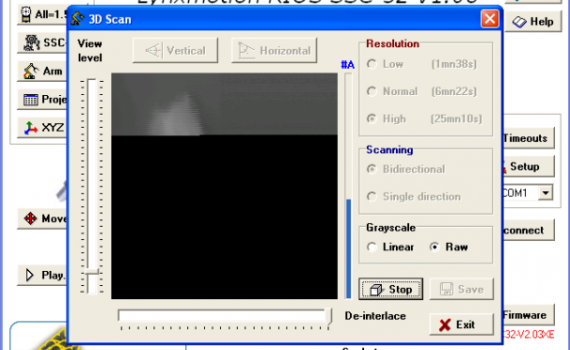 Lynxmotion RIOS SSC-32 V1.06
All=1.5
3D Scan
Help
SSC
View level
Vertical
Horizontal
Resolution
#A
Low (1mn38s)
Arm
Normal (6mn22s)
Proje
High (25mn10s)
XYZ
Timeouts
Scanning
Bidirectional
Setup
Single direction
COM1
Move
Grayscale
connect
Linear Raw
Play.
Stop
Save
De-interlace
Firmware
Exit
32-V2.03XE